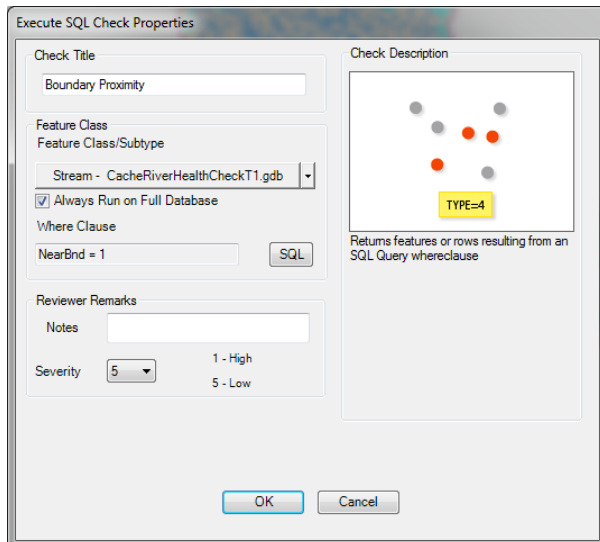 Execute SQL Check Properties
Check Title
Boundary Proximity
Feature Class
Feature Class/Subtype
Stream - CacheRiverHealthCheckT1.gdb
Always Run on Full Database
Where Clause
NearBnd = 1
SQL
Reviewer Remarks
Notes
Severity
5
1 - High
5 - Low
Check Description
TYPE=4
Returns features or rows resulting from an
SQL Query whereclause
OK
Cancel